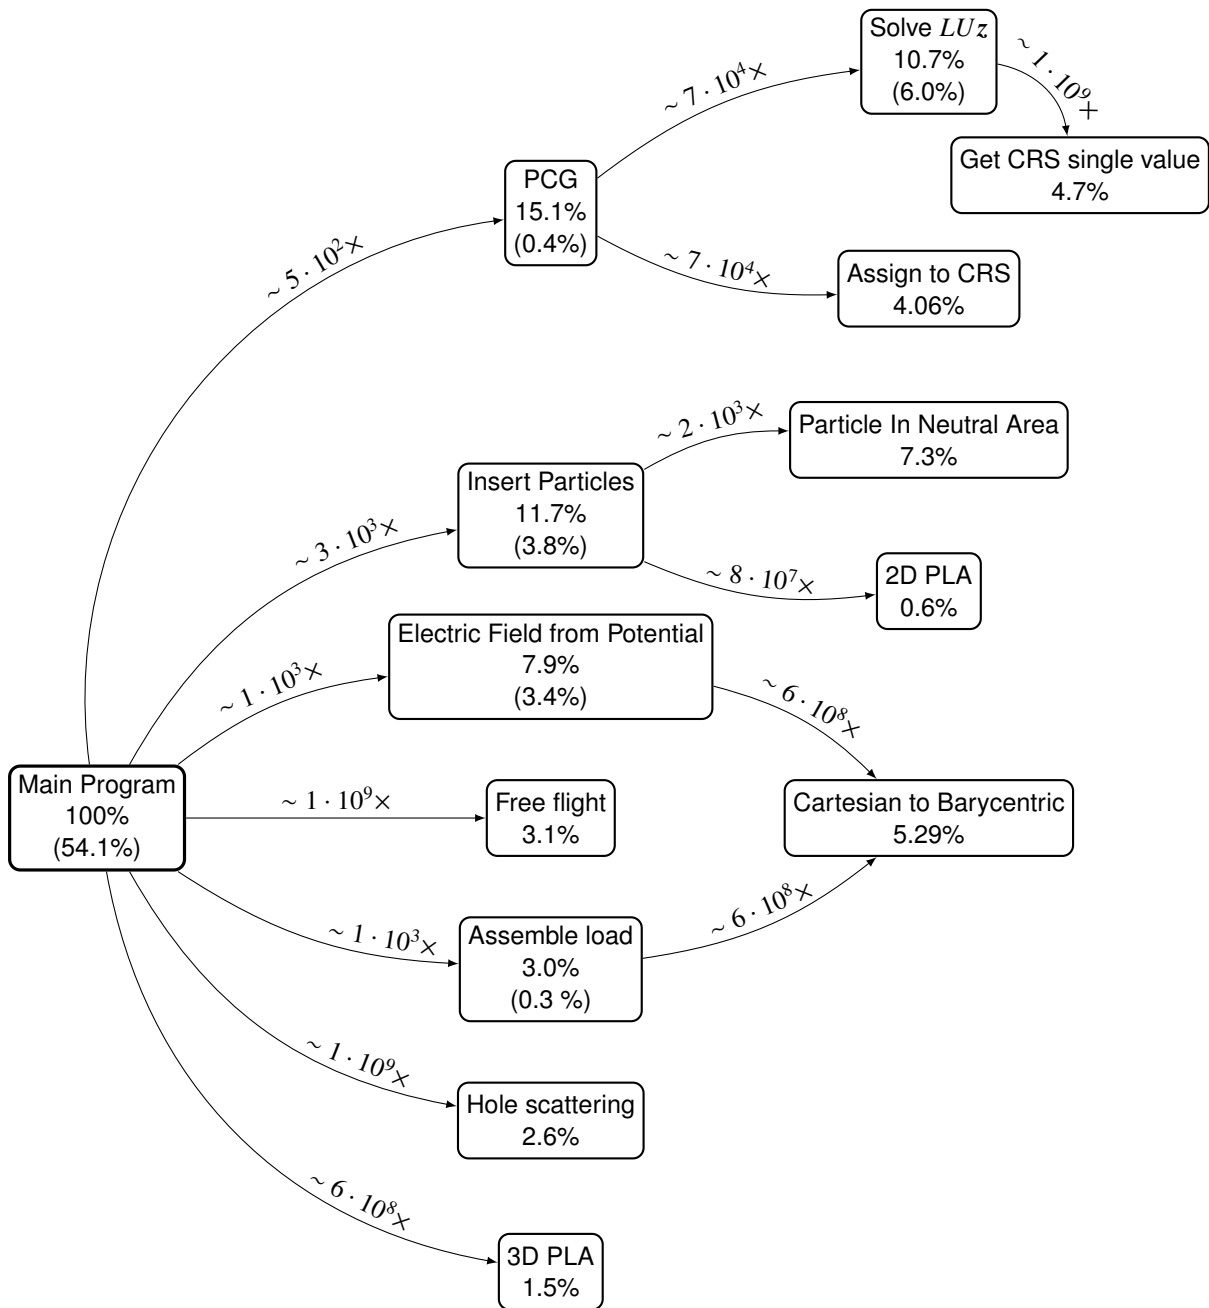 Solve LUz
10.7%
(6.0%)
~ 1 · 10⁹×
~ 7 · 10⁴×
Get CRS single value
4.7%
PCG
15.1%
(0.4%)
~ 5 · 10²×
~ 7 · 10⁴×
Assign to CRS
4.06%
Particle In Neutral Area
7.3%
~ 2 · 10³×
Insert Particles
11.7%
(3.8%)
~ 3 · 10³×
~ 8 · 10⁷×
2D PLA
0.6%
Electric Field from Potential
7.9%
(3.4%)
~ 1 · 10³×
~ 6 · 10⁸×
Main Program
100%
(54.1%)
~ 1 · 10⁹×
Free flight
3.1%
Cartesian to Barycentric
5.29%
~ 1 · 10³×
Assemble load
3.0%
(0.3 %)
~ 6 · 10⁸×
~ 1 · 10⁹×
Hole scattering
2.6%
~ 6 · 10⁸×
3D PLA
1.5%